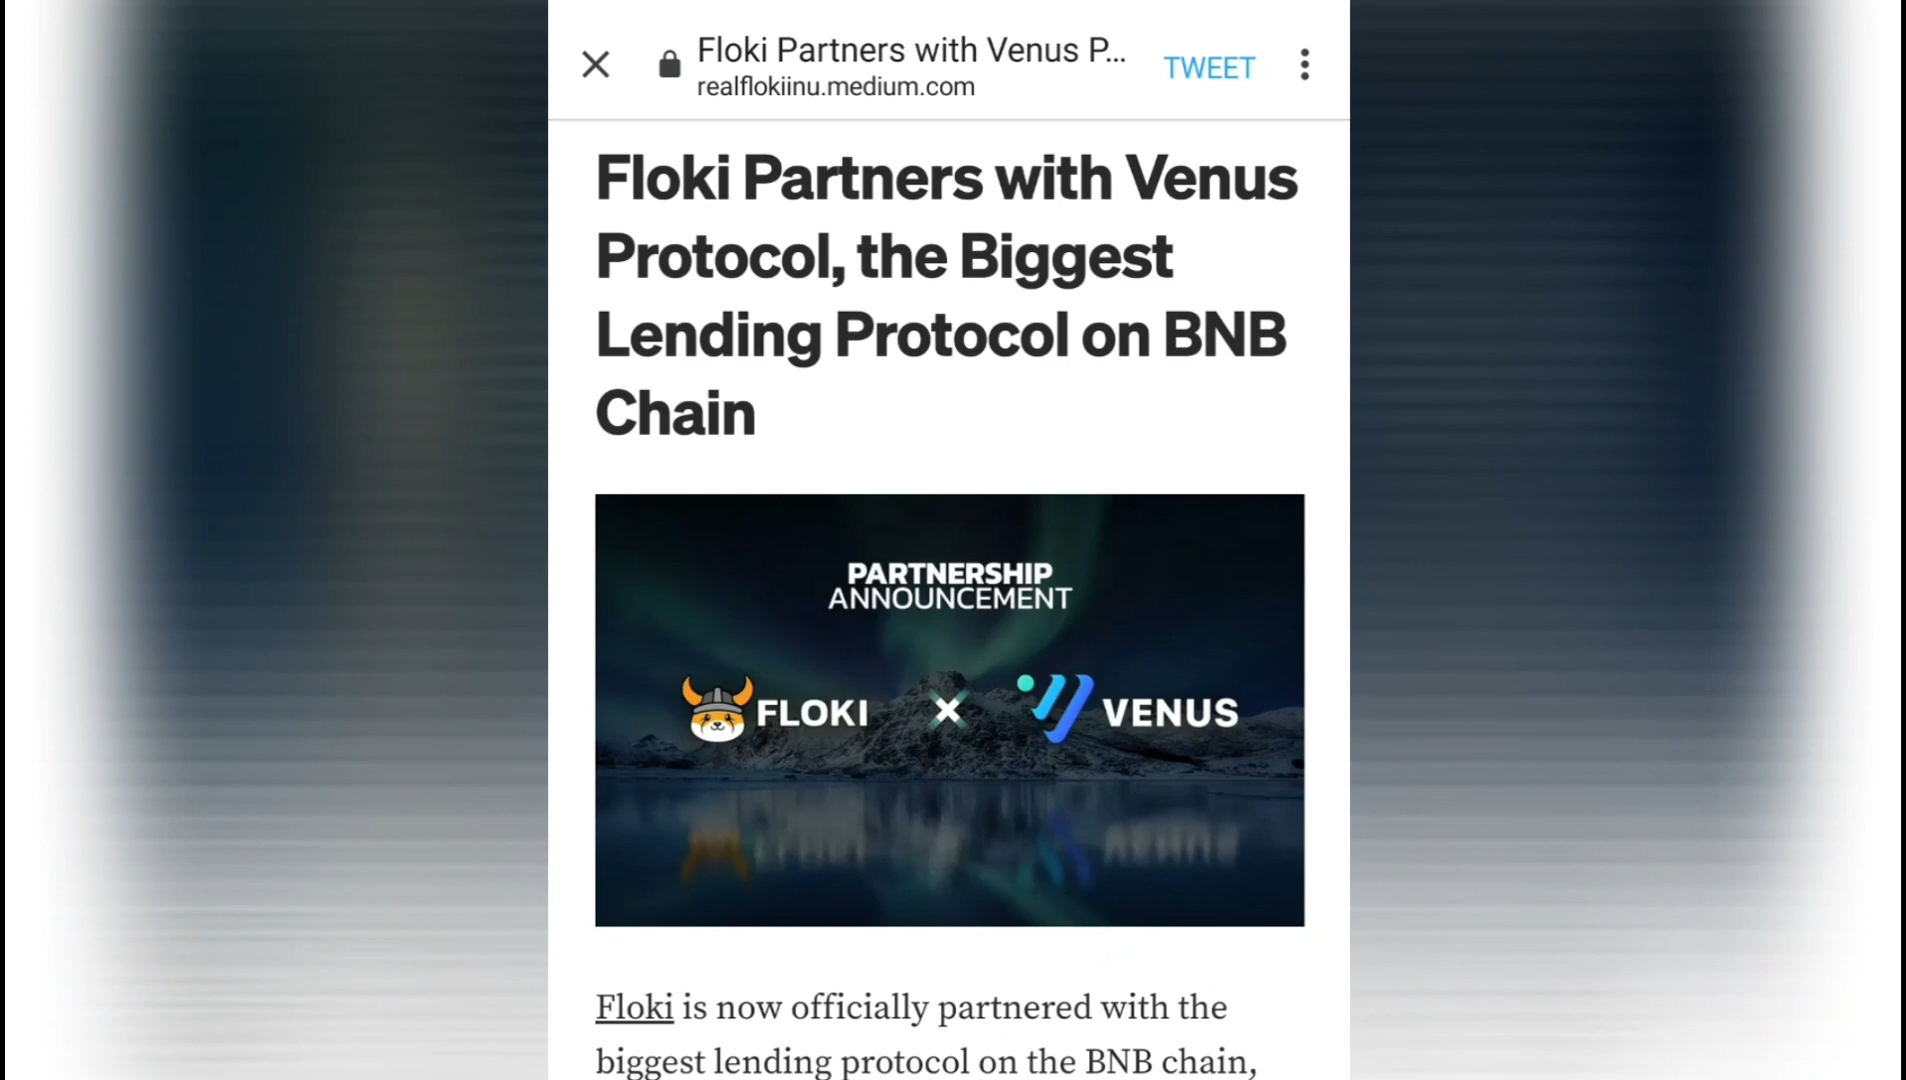 Floki Partners with Venus P...
TWEET
realflokiinu.medium.com
Floki Partners with Venus
Protocol, the Biggest
Lending Protocol on BNB
Chain
PARTNERSHIP
ANNOUNCEMENT
FLOKI
VENUS
Floki is now officially partnered with the
biggest lending protocol on the BNB chain,